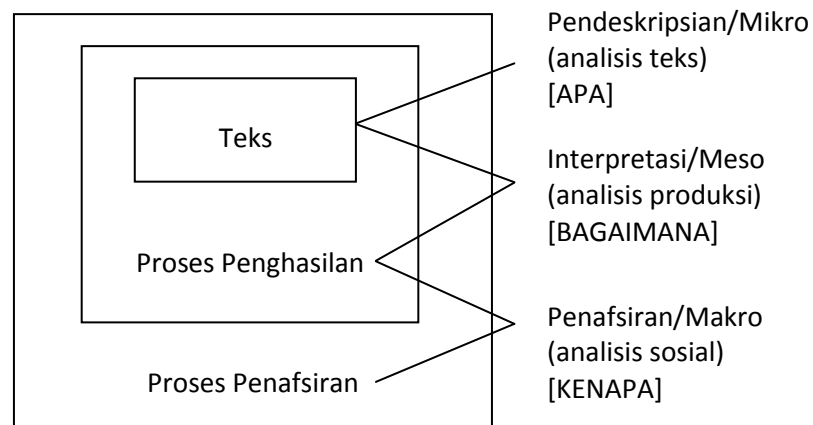 Teks
Proses Penghasilan
Proses Penafsiran
Pendeskripsian/Mikro
(analisis teks)
[APA]
Interpretasi/Meso
(analisis produksi)
[BAGAIMANA]
Penafsiran/Makro
(analisis sosial)
[KENAPA]